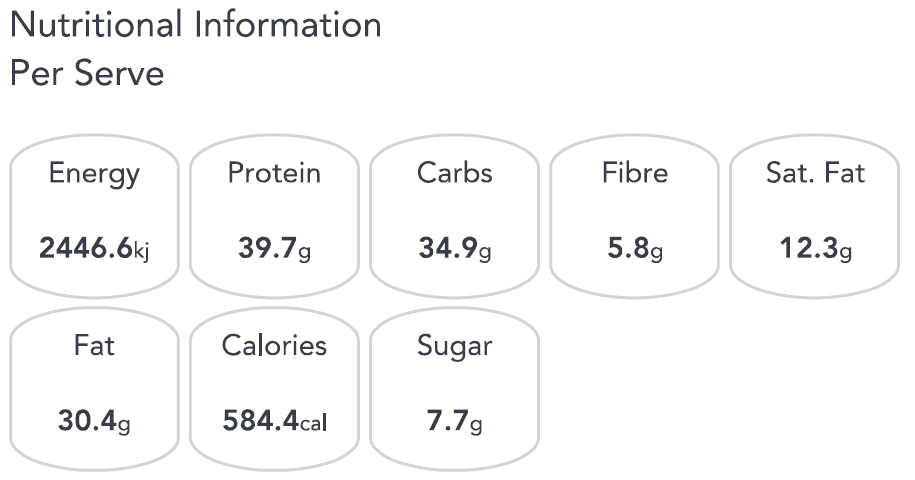 Nutritional Information
Per Serve
Energy
2446.6kj
Protein
39.7g
Carbs
34.9g
Fibre
5.8g
Sat. Fat
12.3g
Fat
30.4g
Calories
584.4cal
Sugar
7.7g